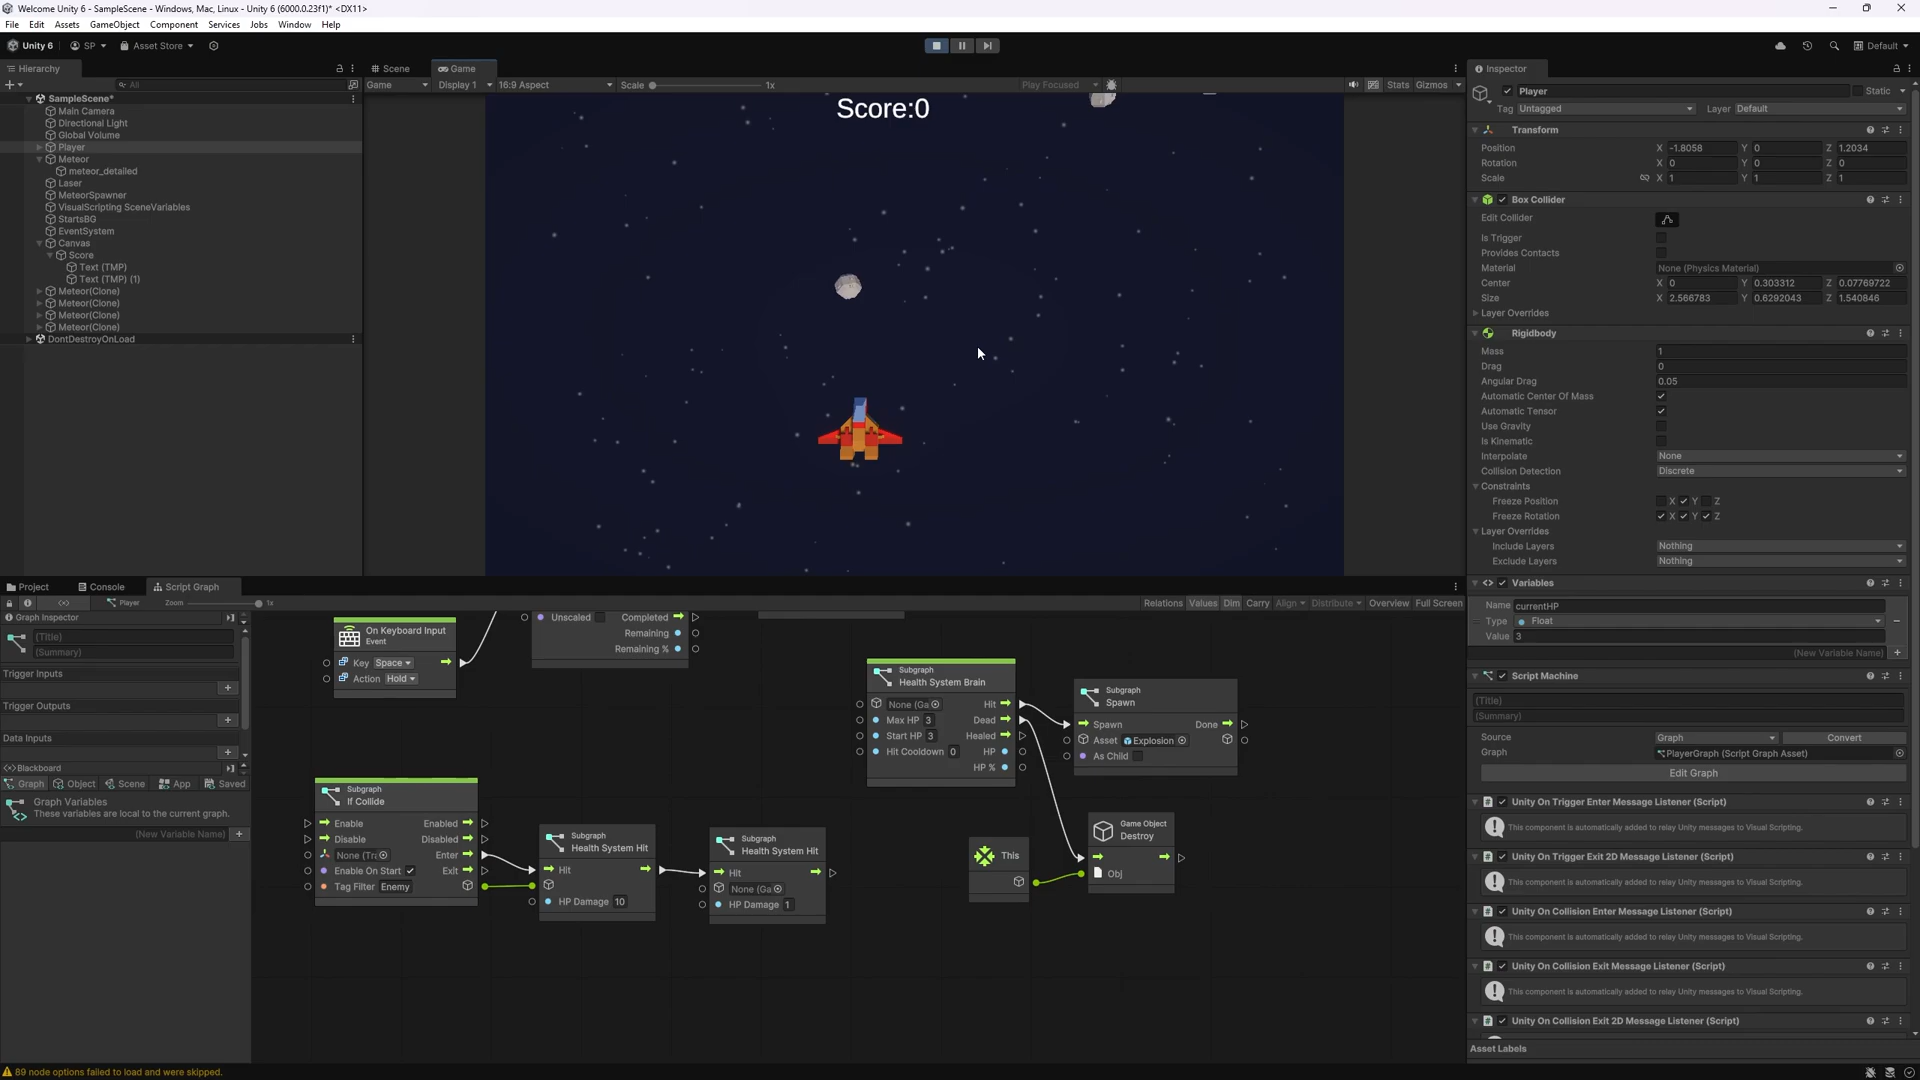 Welcome Unity 6 - SampleScene - Windows, Mac, Linux - Unity 6 (6000.0.23f1)* <DX11>
File Edit Assets GameObject Component Services Jobs Window Help
Unity 6 SP Asset Store Default
Hierarchy Scene Game Inspector
All Game Display 1 16:9 Aspect Scale 1x Play Focused Stats Gizmos
SampleScene*
Main Camera
Directional Light
Global Volume
Player
Meteor
meteor_detailed
Laser
MeteorSpawner
VisualScripting SceneVariables
StartsBG
EventSystem
Canvas
Score
Text (TMP)
Text (TMP) (1)
Meteor(Clone)
Meteor(Clone)
Meteor(Clone)
Meteor(Clone)
DontDestroyOnLoad
Score:0
Player Static
Tag Untagged Layer Default
Transform
Position X -1.8058 Y 0 Z 1.2034
Rotation X 0 Y 0 Z 0
Scale X 1 Y 1 Z 1
Box Collider
Edit Collider
Is Trigger
Provides Contacts
Material None (Physics Material)
Center X 0 Y 0.303312 Z 0.07769722
Size X 2.566783 Y 0.6292043 Z 1.540846
Layer Overrides
Rigidbody
Mass 1
Drag 0
Angular Drag 0.05
Automatic Center Of Mass
Automatic Tensor
Use Gravity
Is Kinematic
Interpolate None
Collision Detection Discrete
Constraints
Freeze Position X Y Z
Freeze Rotation X Y Z
Layer Overrides
Include Layers Nothing
Exclude Layers Nothing
Variables
Name currentHP
Type Float
Value 3
(New Variable Name)
Script Machine
(Title)
(Summary)
Source Graph Convert
Graph PlayerGraph (Script Graph Asset)
Edit Graph
Unity On Trigger Enter Message Listener (Script)
This component is automatically added to relay Unity messages to Visual Scripting.
Unity On Trigger Exit 2D Message Listener (Script)
This component is automatically added to relay Unity messages to Visual Scripting.
Unity On Collision Enter Message Listener (Script)
This component is automatically added to relay Unity messages to Visual Scripting.
Unity On Collision Exit Message Listener (Script)
This component is automatically added to relay Unity messages to Visual Scripting.
Unity On Collision Exit 2D Message Listener (Script)
Asset Labels
Project Console Script Graph
Player Zoom 1x Relations Values Dim Carry Align Distribute Overview Full Screen
Graph Inspector
(Title)
(Summary)
Trigger Inputs
Trigger Outputs
Data Inputs
Blackboard
Graph Object Scene App Saved
Graph Variables
These variables are local to the current graph.
(New Variable Name)
On Keyboard Input
Event
Key Space
Action Hold
Unscaled Completed
Remaining
Remaining %
Subgraph
Health System Brain
None (Ga Hit
Max HP 3 Dead
Start HP 3 Healed
Hit Cooldown 0 HP
HP %
Subgraph
Spawn
Spawn Done
Asset Explosion
As Child
Subgraph
If Collide
Enable Enabled
Disable Disabled
None (Tra Enter
Enable On Start Exit
Tag Filter Enemy
Subgraph
Health System Hit
Hit
HP Damage 10
Subgraph
Health System Hit
Hit
None (Ga
HP Damage 1
This
Game Object
Destroy
Obj
89 node options failed to load and were skipped.